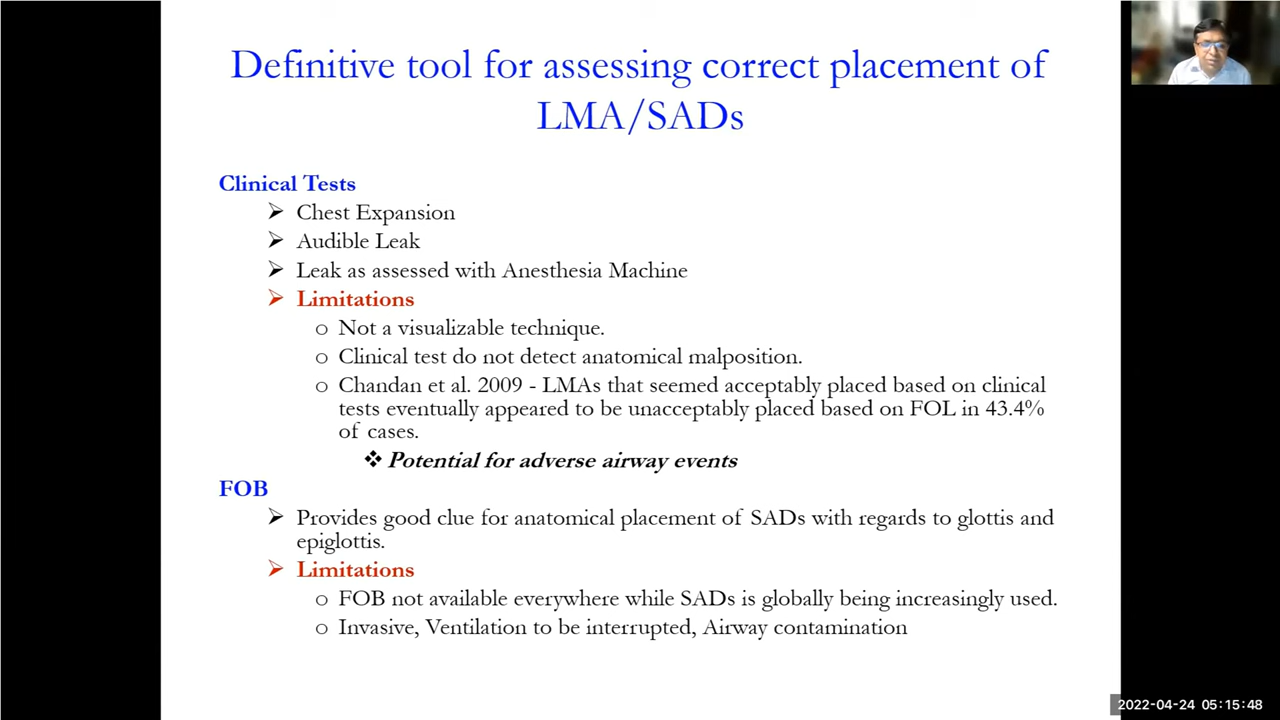 Definitive tool for assessing correct placement of
LMA/SADs
Clinical Tests
➢ Chest Expansion
➢ Audible Leak
➢ Leak as assessed with Anesthesia Machine
➢ Limitations
o Not a visualizable technique.
o Clinical test do not detect anatomical malposition.
o Chandan et al. 2009 - LMAs that seemed acceptably placed based on clinical
tests eventually appeared to be unacceptably placed based on FOL in 43.4%
of cases.
❖ Potential for adverse airway events
FOB
➢ Provides good clue for anatomical placement of SADs with regards to glottis and
epiglottis.
➢ Limitations
o FOB not available everywhere while SADs is globally being increasingly used.
o Invasive, Ventilation to be interrupted, Airway contamination
2022-04-24 05:15:48